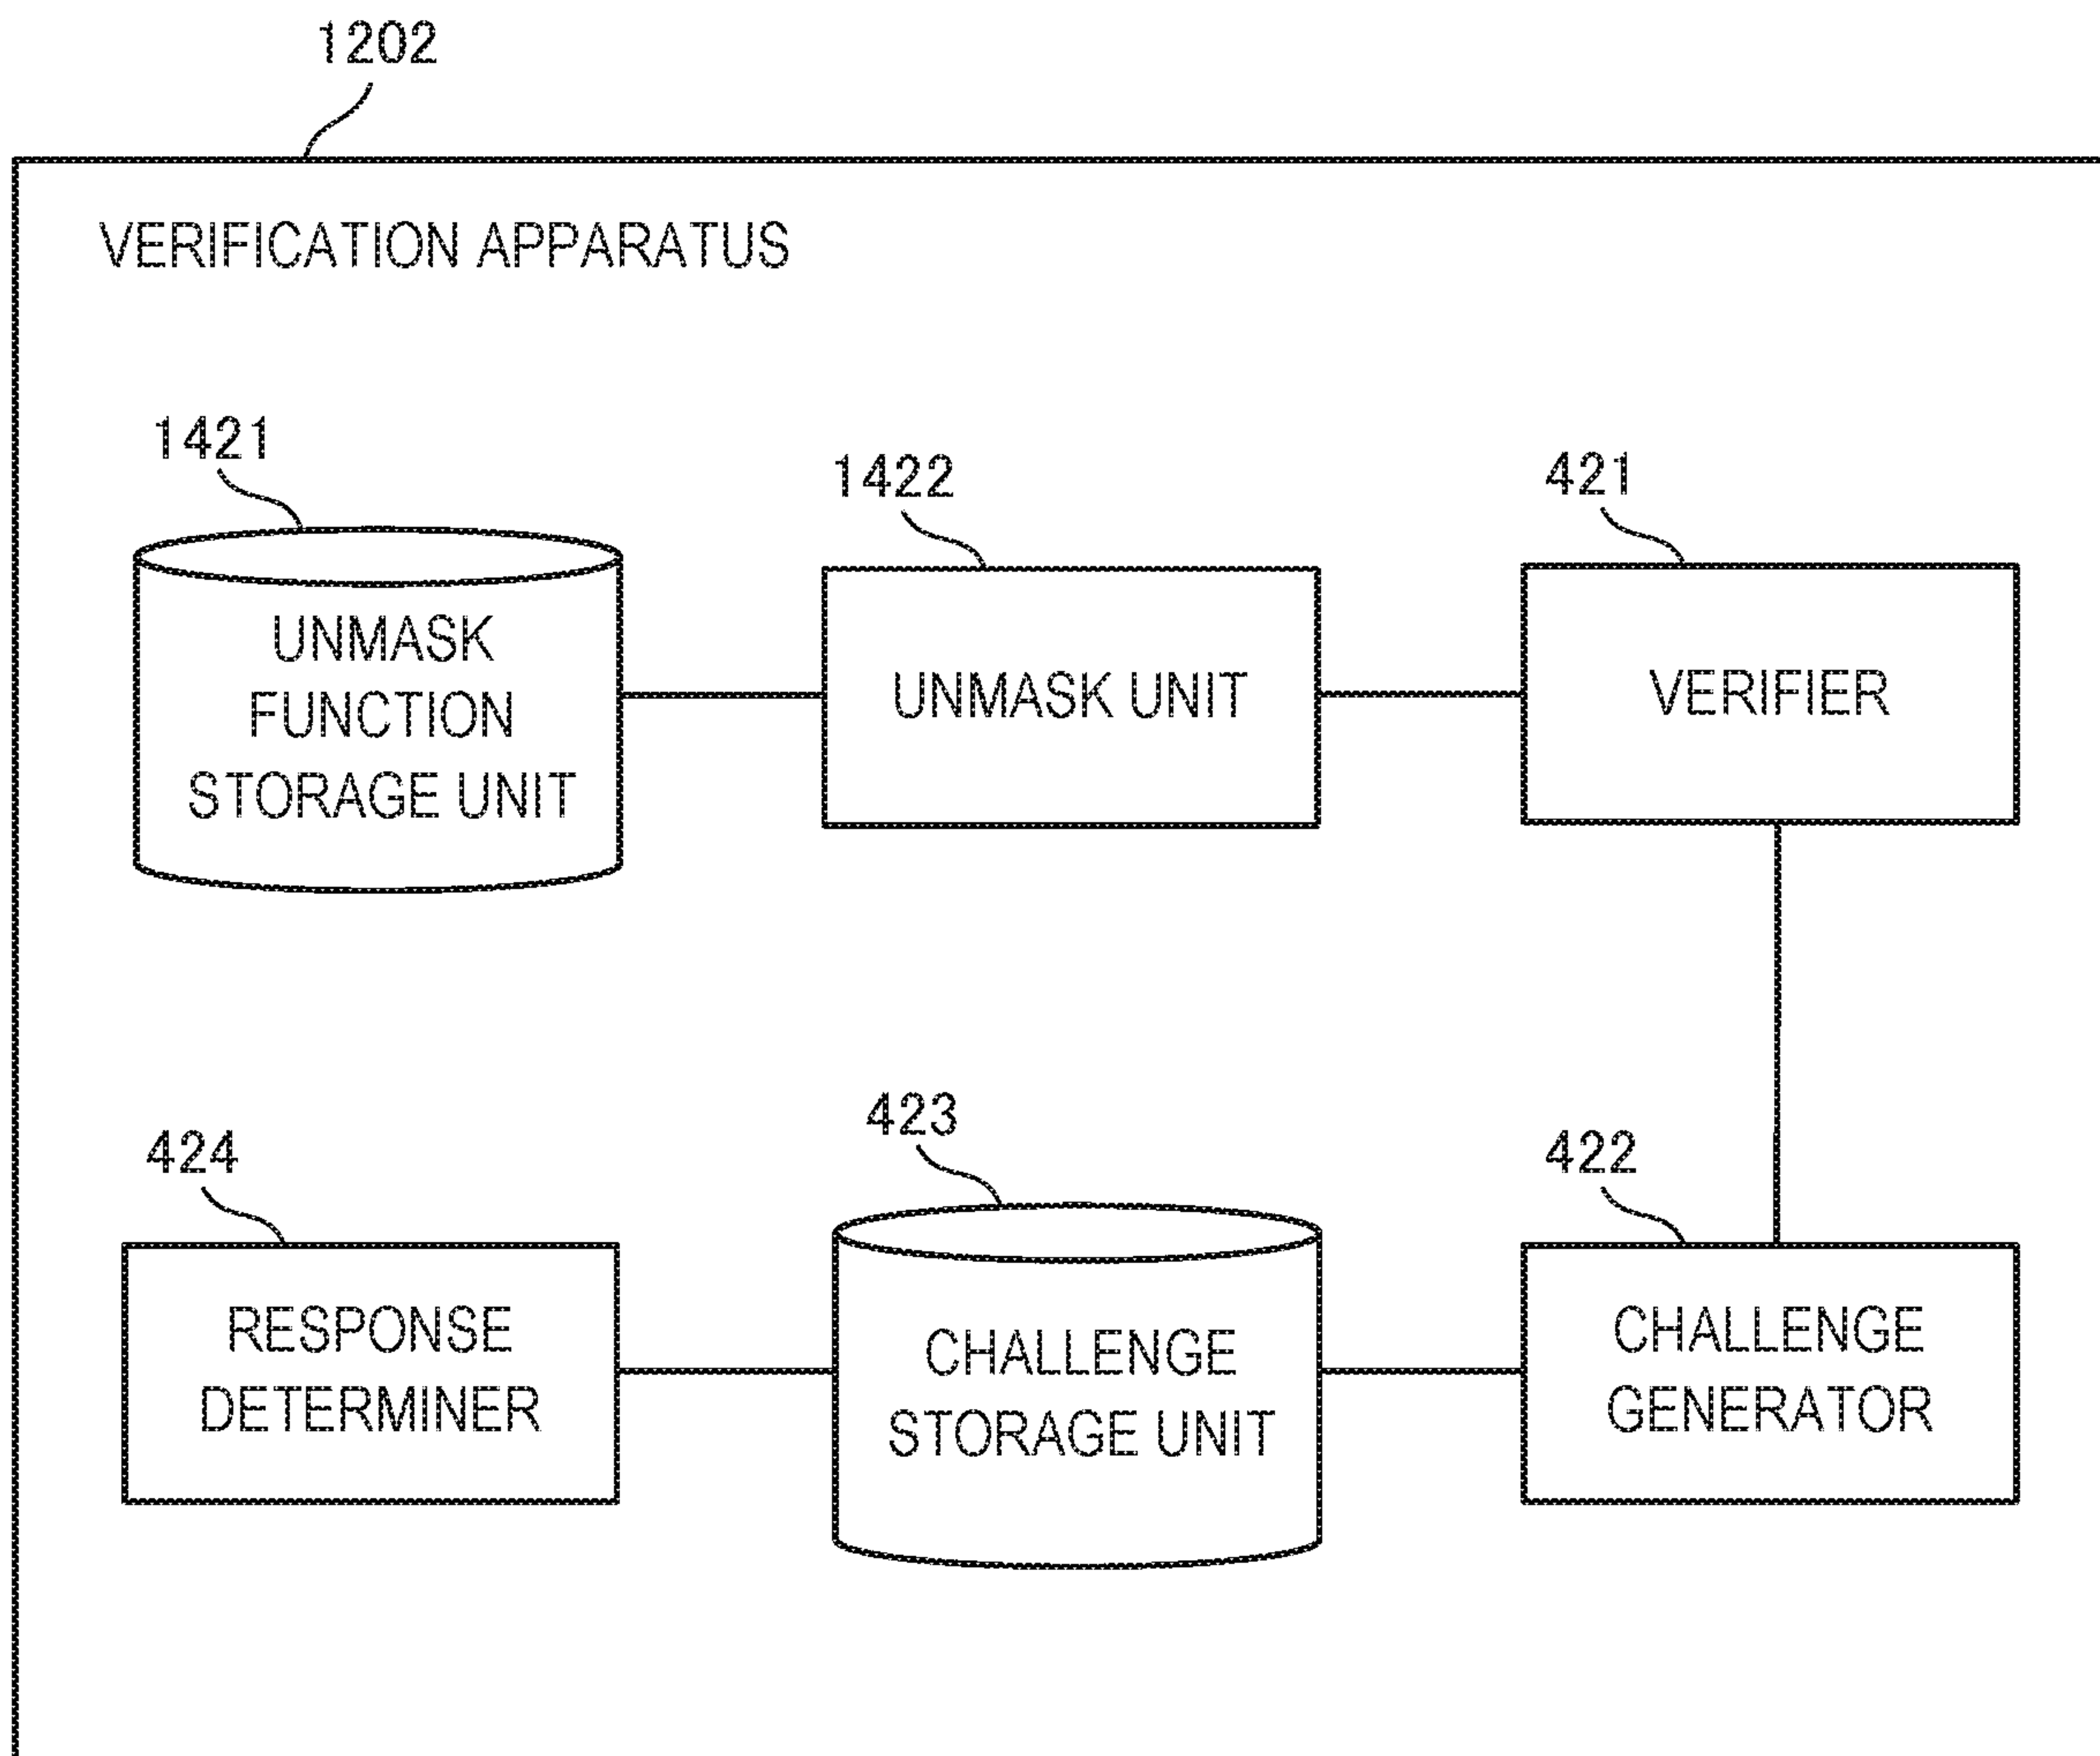 1202
VERIFICATION APPARATUS
1421
1422
421
UNMASK
FUNCTION
STORAGE UNIT
UNMASK UNIT
VERIFIER
424
423
422
RESPONSE
DETERMINER
CHALLENGE
STORAGE UNIT
CHALLENGE
GENERATOR